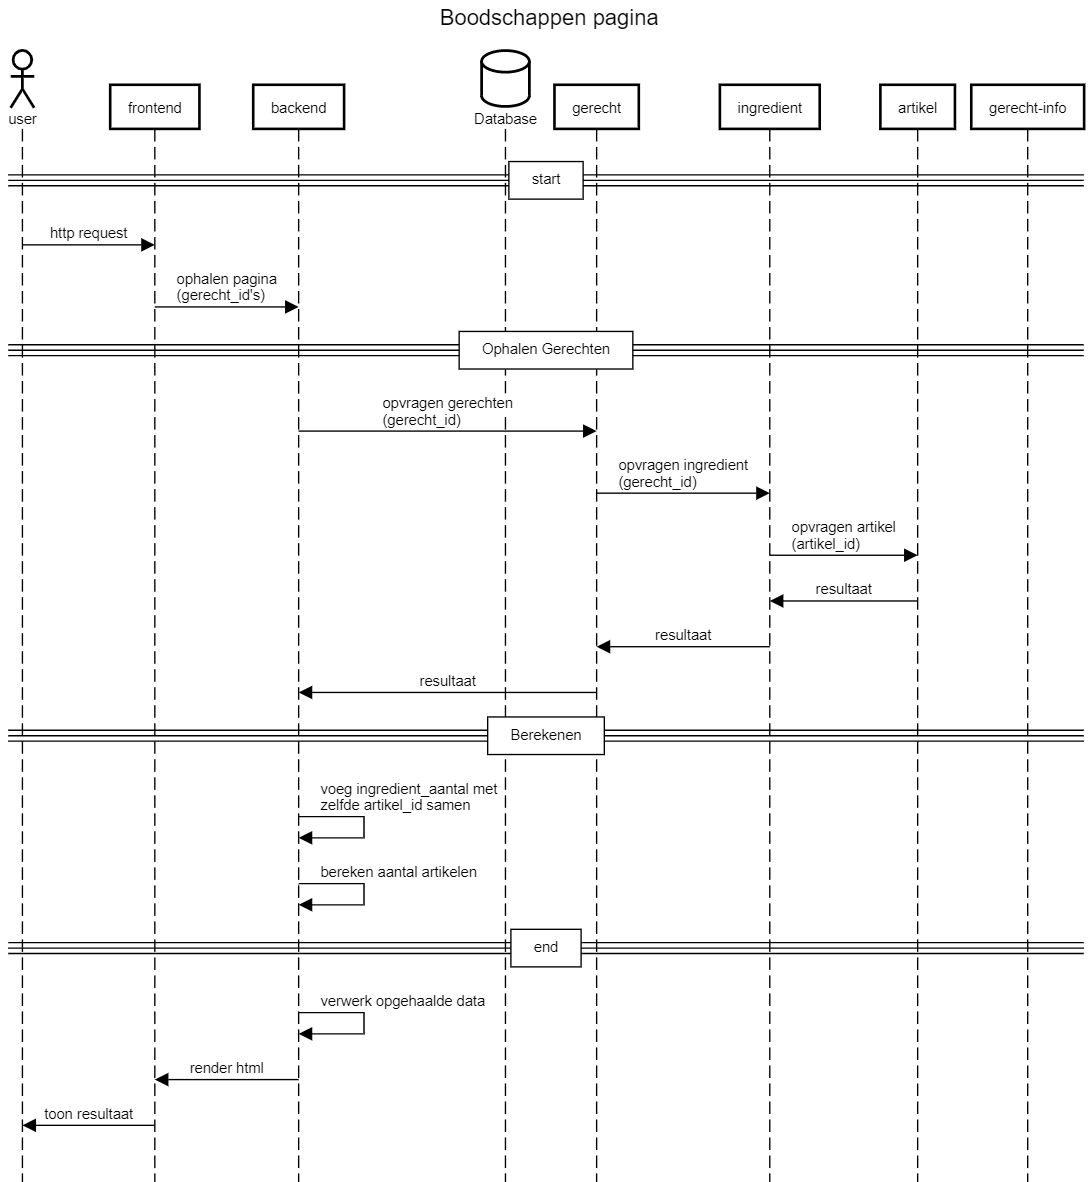 Boodschappen pagina
user
frontend
backend
Database
gerecht
ingredient
artikel
gerecht-info
start
http request
ophalen pagina
(gerecht_id's)
Ophalen Gerechten
opvragen gerechten
(gerecht_id)
opvragen ingredient
(gerecht_id)
opvragen artikel
(artikel_id)
resultaat
resultaat
resultaat
Berekenen
voeg ingredient_aantal met
zelfde artikel_id samen
bereken aantal artikelen
end
verwerk opgehaalde data
render html
toon resultaat